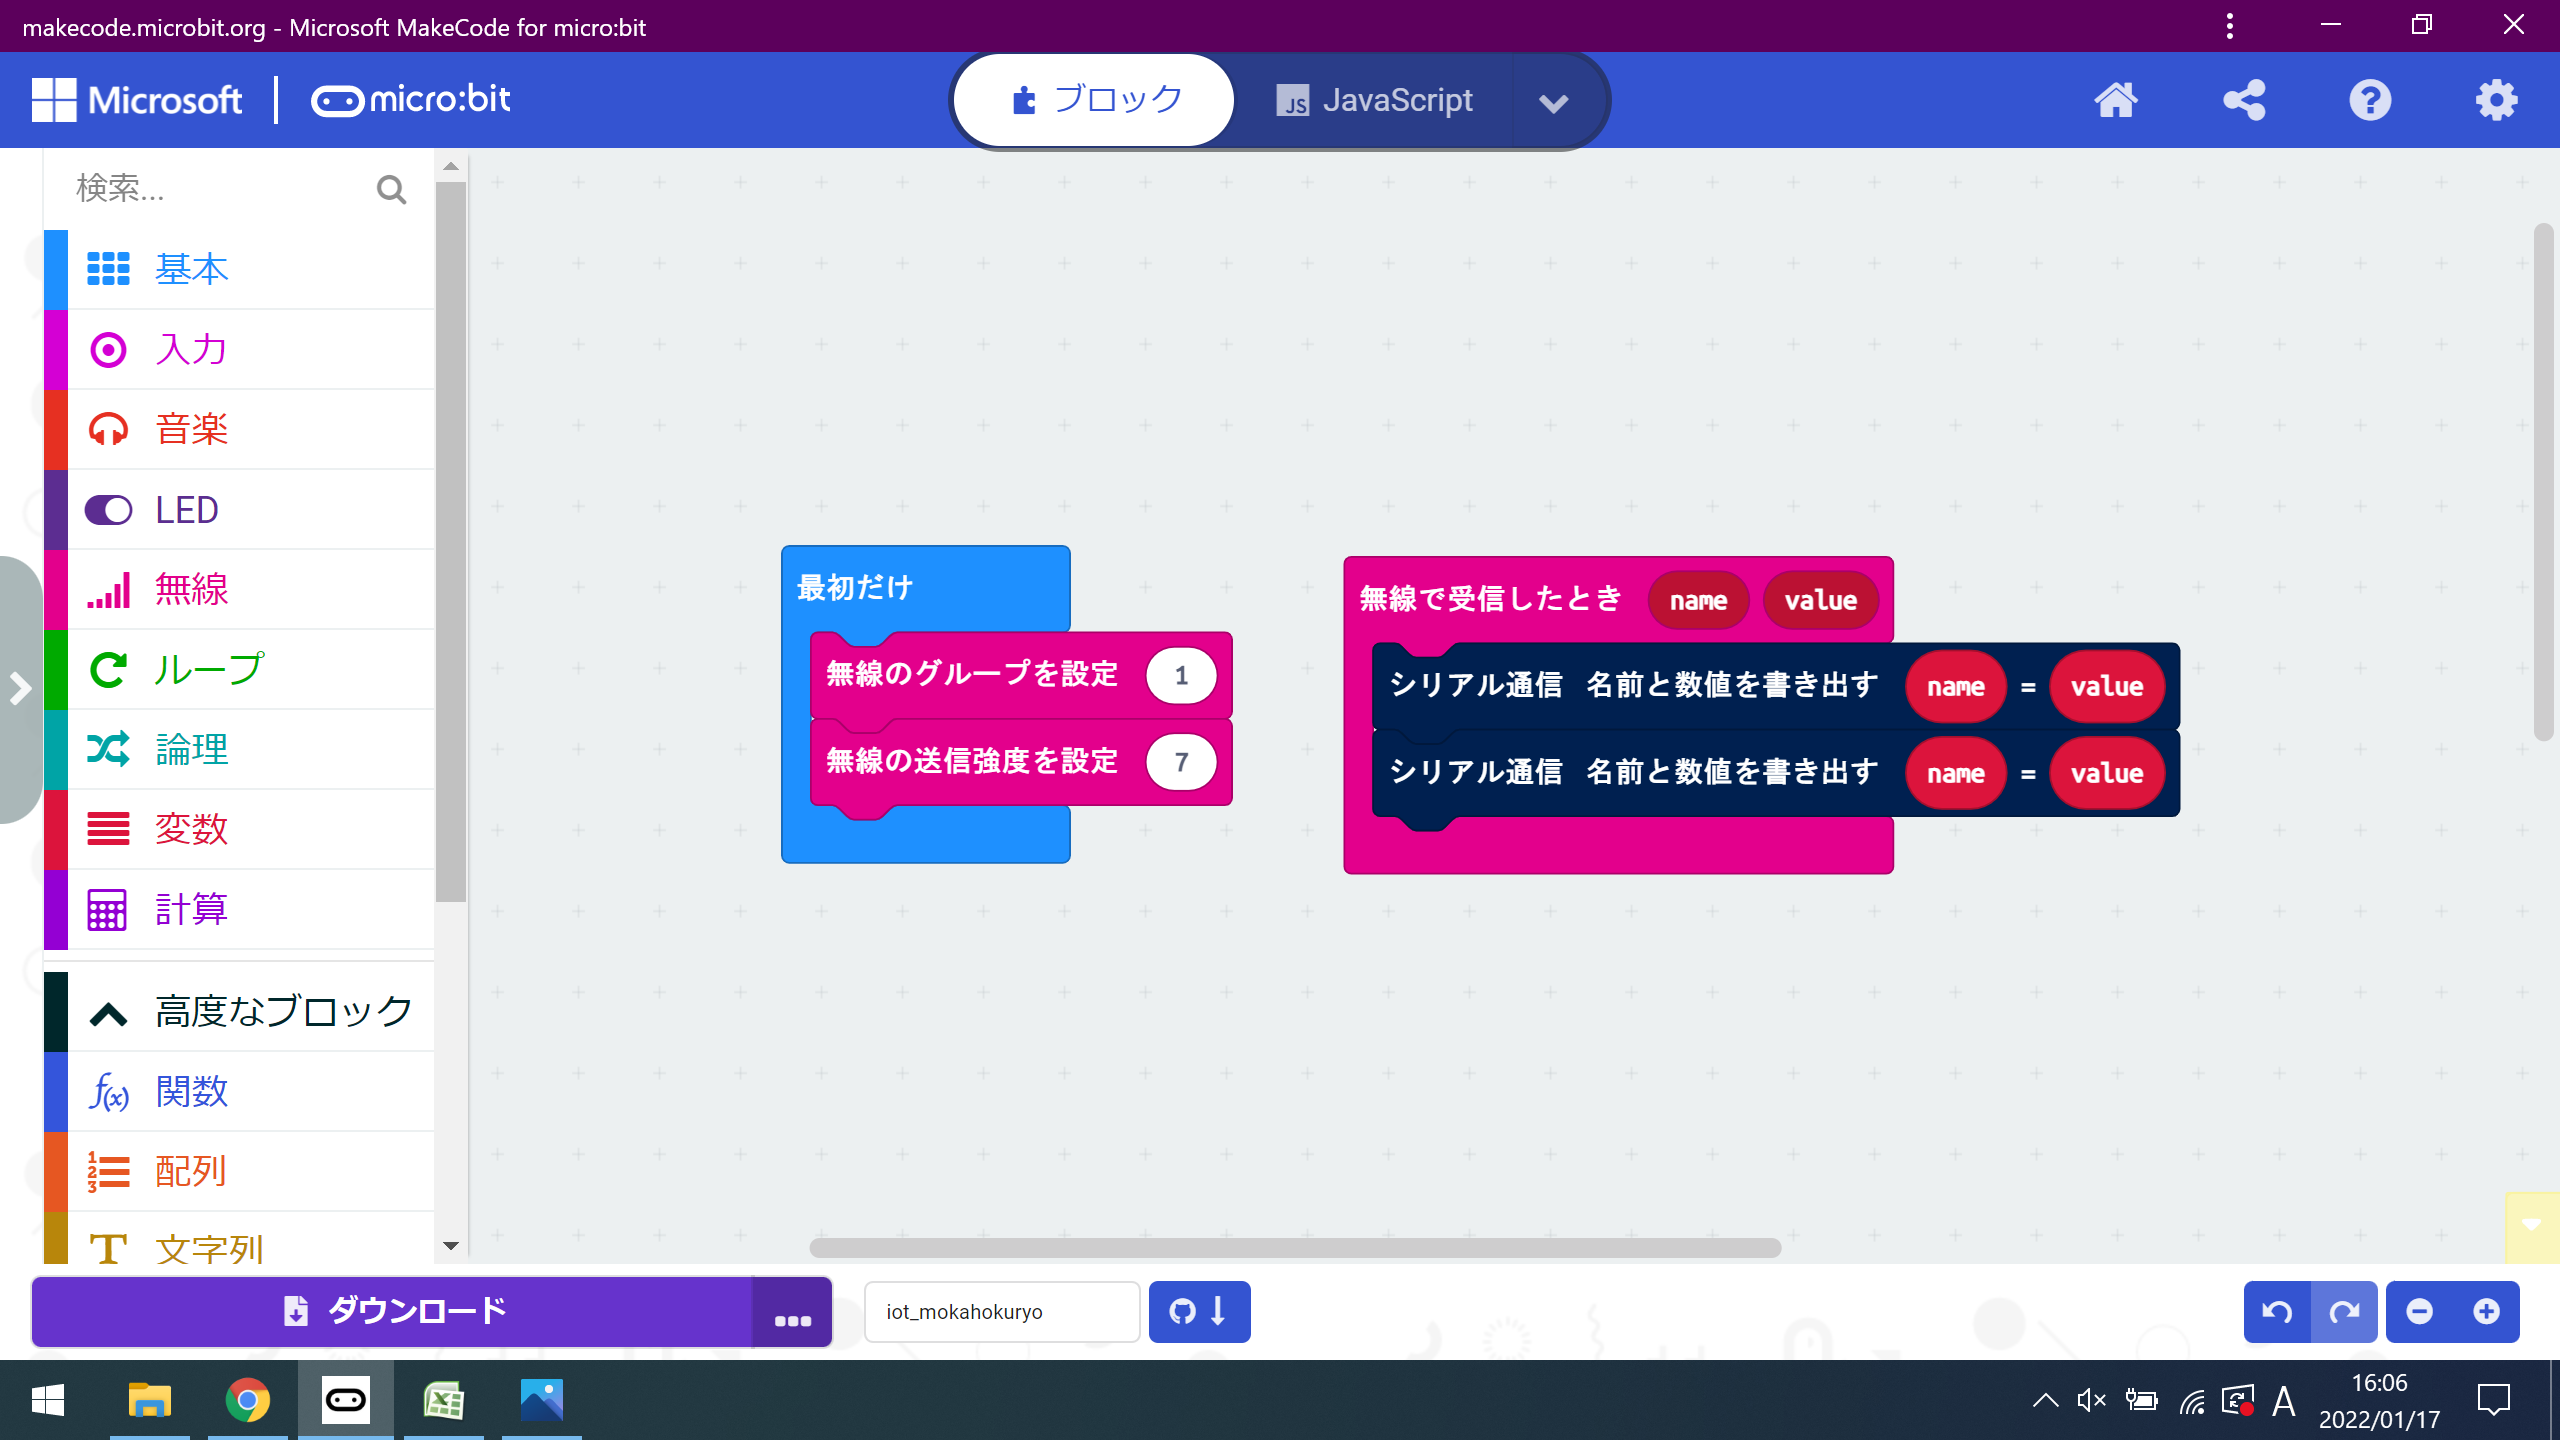 makecode.microbit.org - Microsoft MakeCode for micro:bit
Microsoft
micro:bit
ブロック
JS JavaScript
検索...
基本
入力
音楽
LED
無線
ループ
論理
変数
計算
高度なブロック
f(x) 関数
1
2
3
配列
T 文字列
最初だけ
無線のグループを設定 1
無線の送信強度を設定 7
無線で受信したとき name value
シリアル通信 名前と数値を書き出す name = value
シリアル通信 名前と数値を書き出す name = value
ダウンロード
...
iot_mokahokuryo
A
16:06
2022/01/17